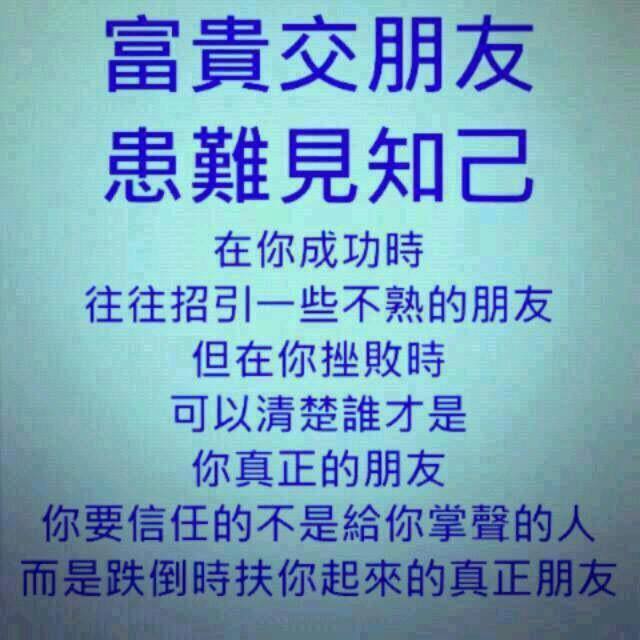 富貴交朋友
患難見知己
在你成功時
往往招引一些不熟的朋友
但在你挫敗時
可以清楚誰才是
你真正的朋友
你要信任的不是給你掌聲的人
而是跌倒時扶你起來的真正朋友